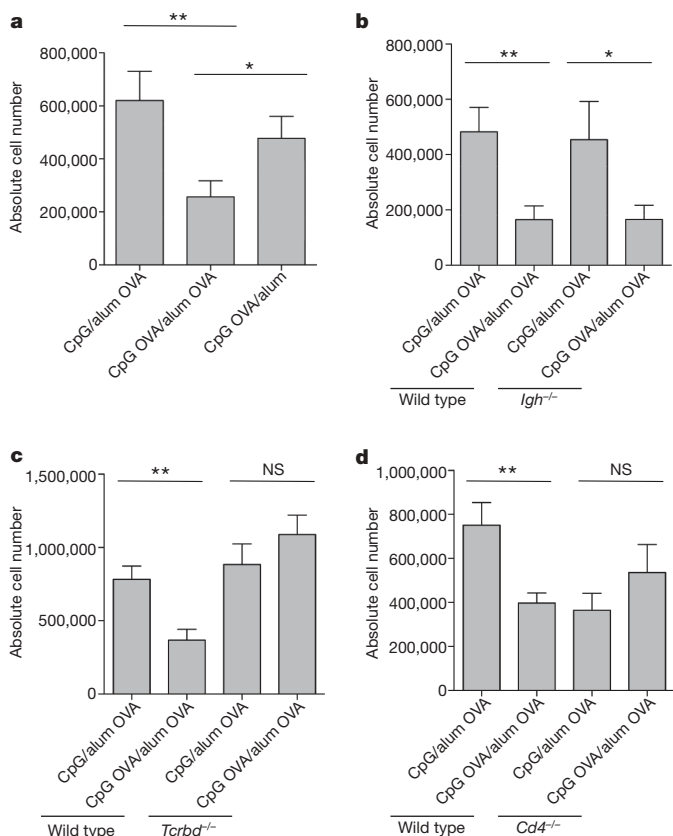 a
**
*
800,000
600,000
400,000
200,000
0
Absolute cell number
CpG/alum OVA
CpG OVA/alum OVA
CpG OVA/alum
b
**
*
800,000
600,000
400,000
200,000
0
Absolute cell number
CpG/alum OVA
CpG OVA/alum OVA
CpG/alum OVA
CpG OVA/alum OVA
Wild type
Igh–/–
c
**
NS
1,500,000
1,000,000
500,000
0
Absolute cell number
CpG/alum OVA
CpG OVA/alum OVA
CpG/alum OVA
CpG OVA/alum OVA
Wild type
Tcrbd–/–
d
**
NS
1,000,000
800,000
600,000
400,000
200,000
0
Absolute cell number
CpG/alum OVA
CpG OVA/alum OVA
CpG/alum OVA
CpG OVA/alum OVA
Wild type
Cd4–/–